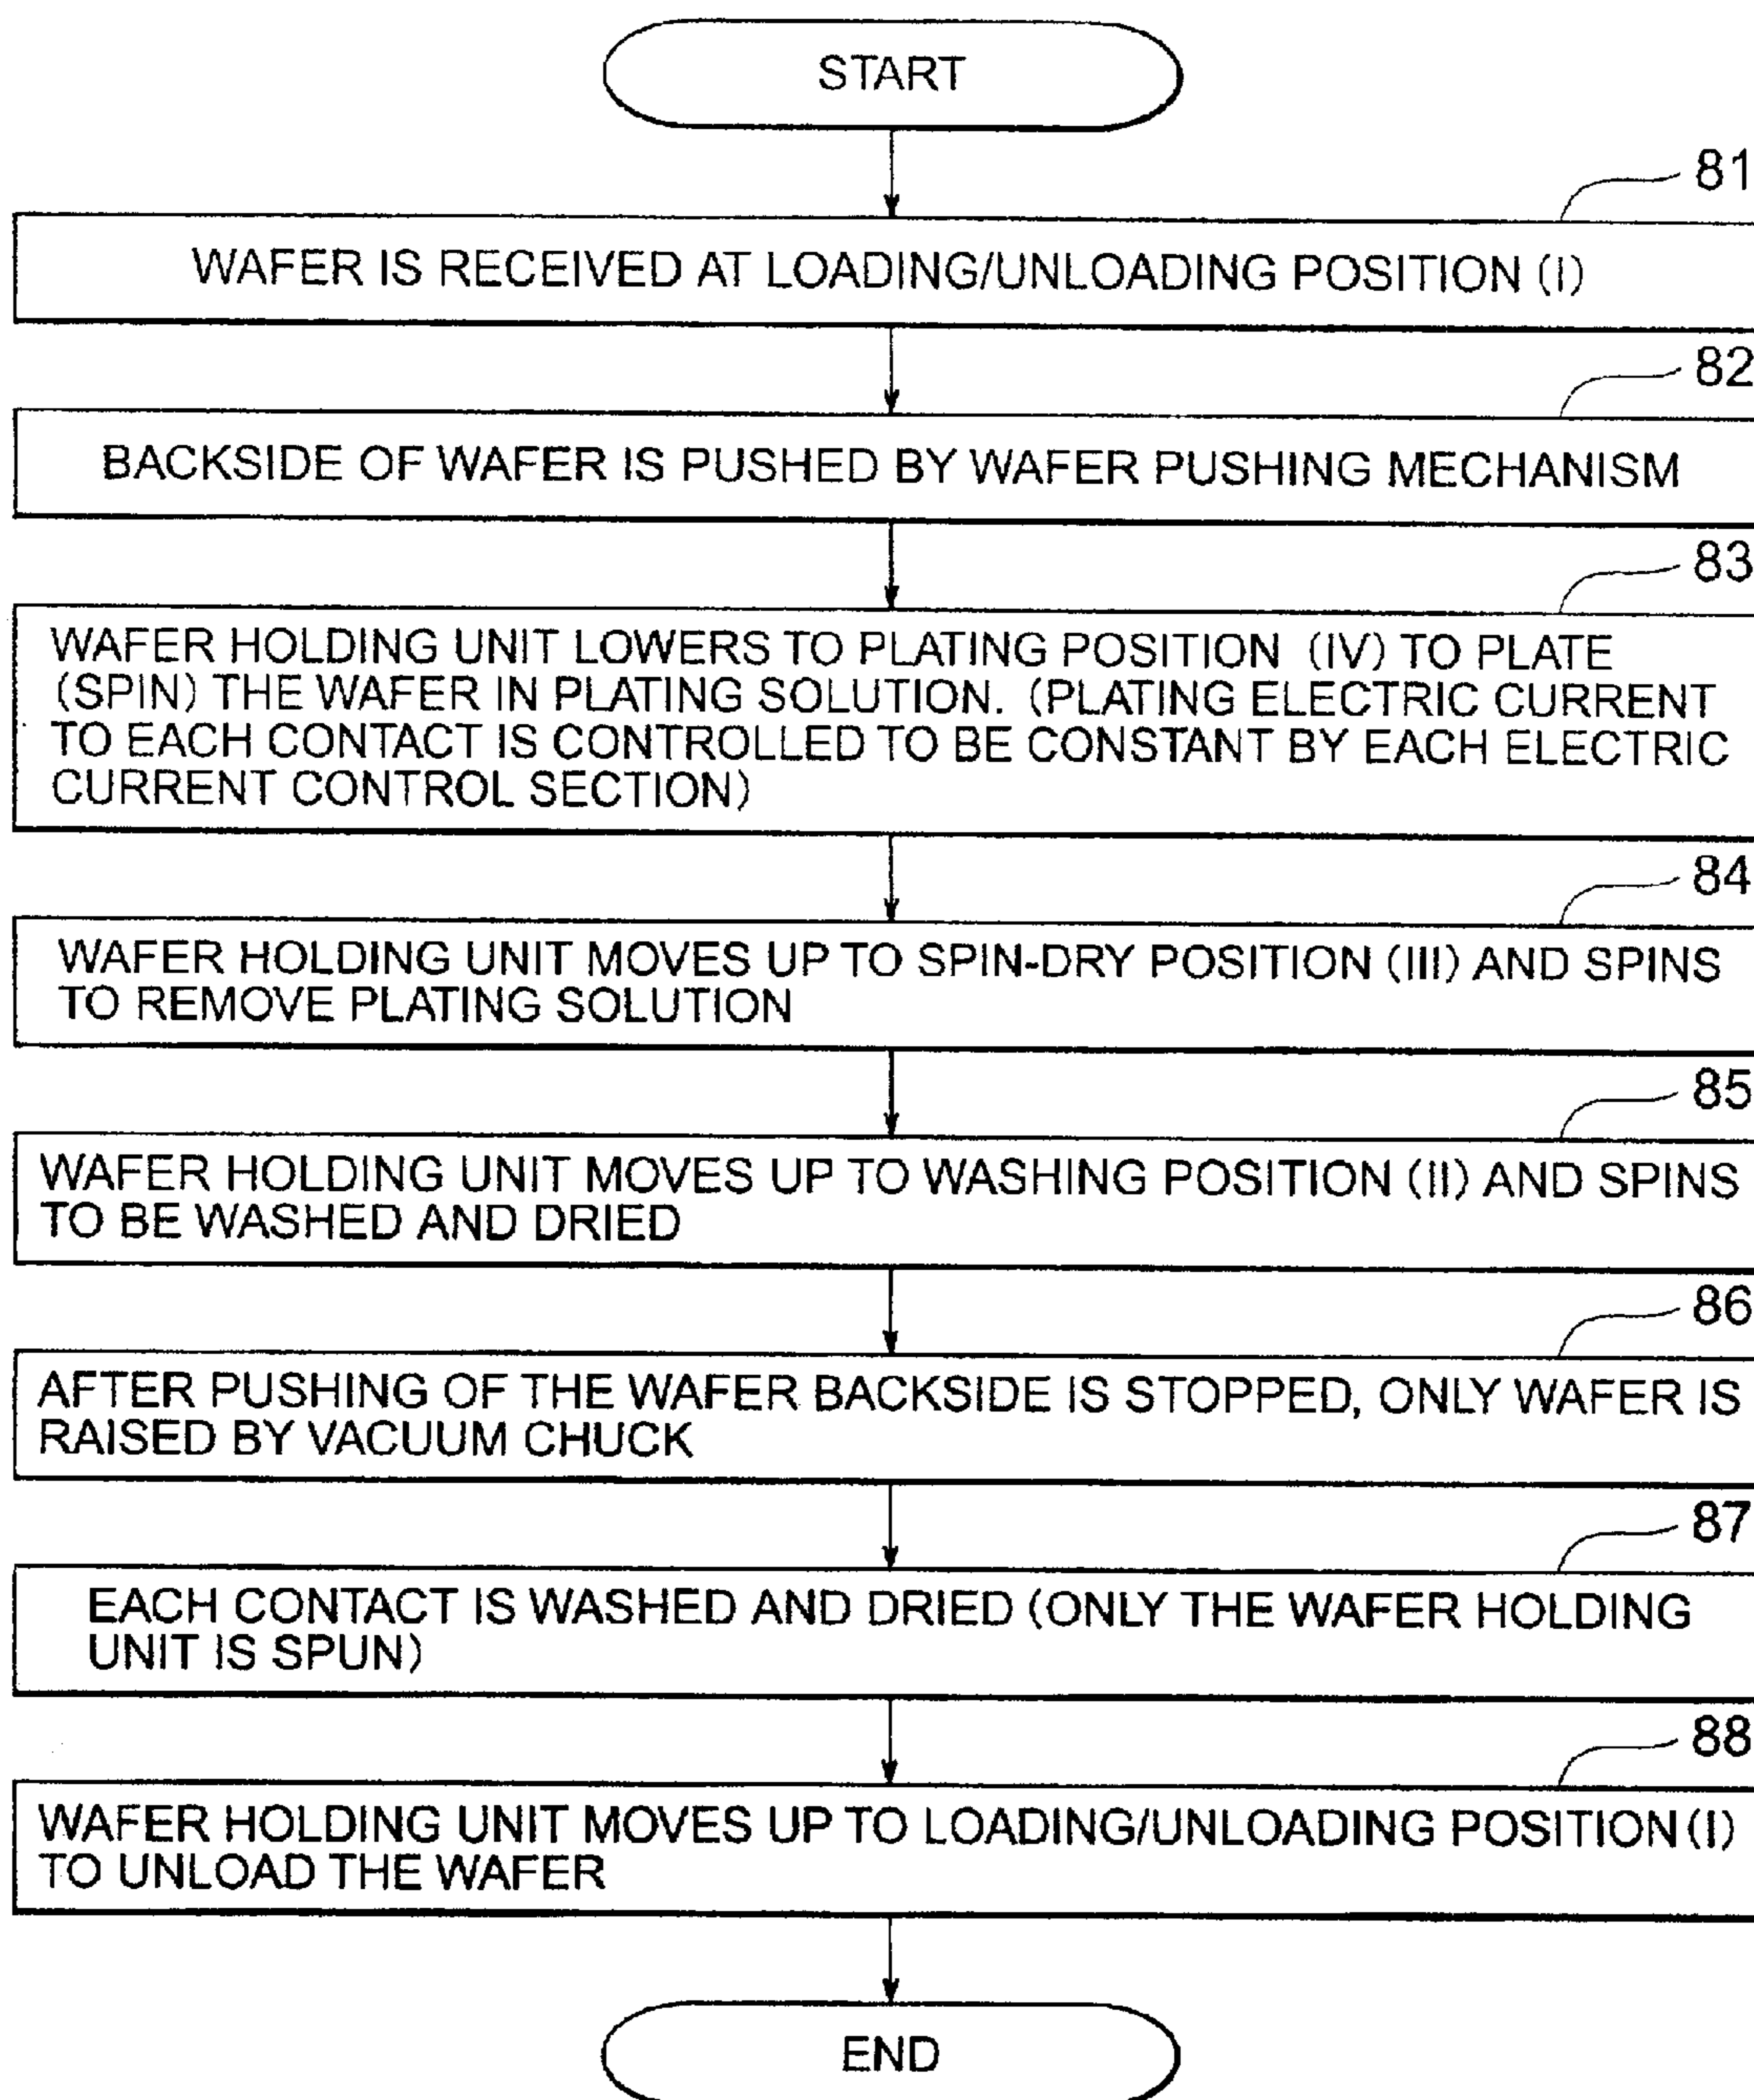 START
81
WAFER IS RECEIVED AT LOADING/UNLOADING POSITION (I)
82
BACKSIDE OF WAFER IS PUSHED BY WAFER PUSHING MECHANISM
83
WAFER HOLDING UNIT LOWERS TO PLATING POSITION (IV) TO PLATE
(SPIN) THE WAFER IN PLATING SOLUTION. (PLATING ELECTRIC CURRENT
TO EACH CONTACT IS CONTROLLED TO BE CONSTANT BY EACH ELECTRIC
CURRENT CONTROL SECTION)
84
WAFER HOLDING UNIT MOVES UP TO SPIN-DRY POSITION (III) AND SPINS
TO REMOVE PLATING SOLUTION
85
WAFER HOLDING UNIT MOVES UP TO WASHING POSITION (II) AND SPINS
TO BE WASHED AND DRIED
86
AFTER PUSHING OF THE WAFER BACKSIDE IS STOPPED, ONLY WAFER IS
RAISED BY VACUUM CHUCK
87
EACH CONTACT IS WASHED AND DRIED (ONLY THE WAFER HOLDING
UNIT IS SPUN)
88
WAFER HOLDING UNIT MOVES UP TO LOADING/UNLOADING POSITION (I)
TO UNLOAD THE WAFER
END